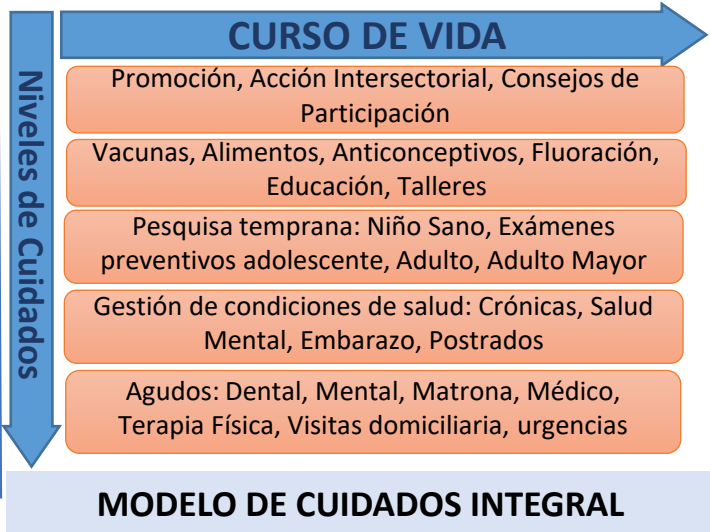 CURSO DE VIDA
Niveles de Cuidados
Promoción, Acción Intersectorial, Consejos de
Participación
Vacunas, Alimentos, Anticonceptivos, Fluoración,
Educación, Talleres
Pesquisa temprana: Niño Sano, Exámenes
preventivos adolescente, Adulto, Adulto Mayor
Gestión de condiciones de salud: Crónicas, Salud
Mental, Embarazo, Postrados
Agudos: Dental, Mental, Matrona, Médico,
Terapia Física, Visitas domiciliaria, urgencias
MODELO DE CUIDADOS INTEGRAL